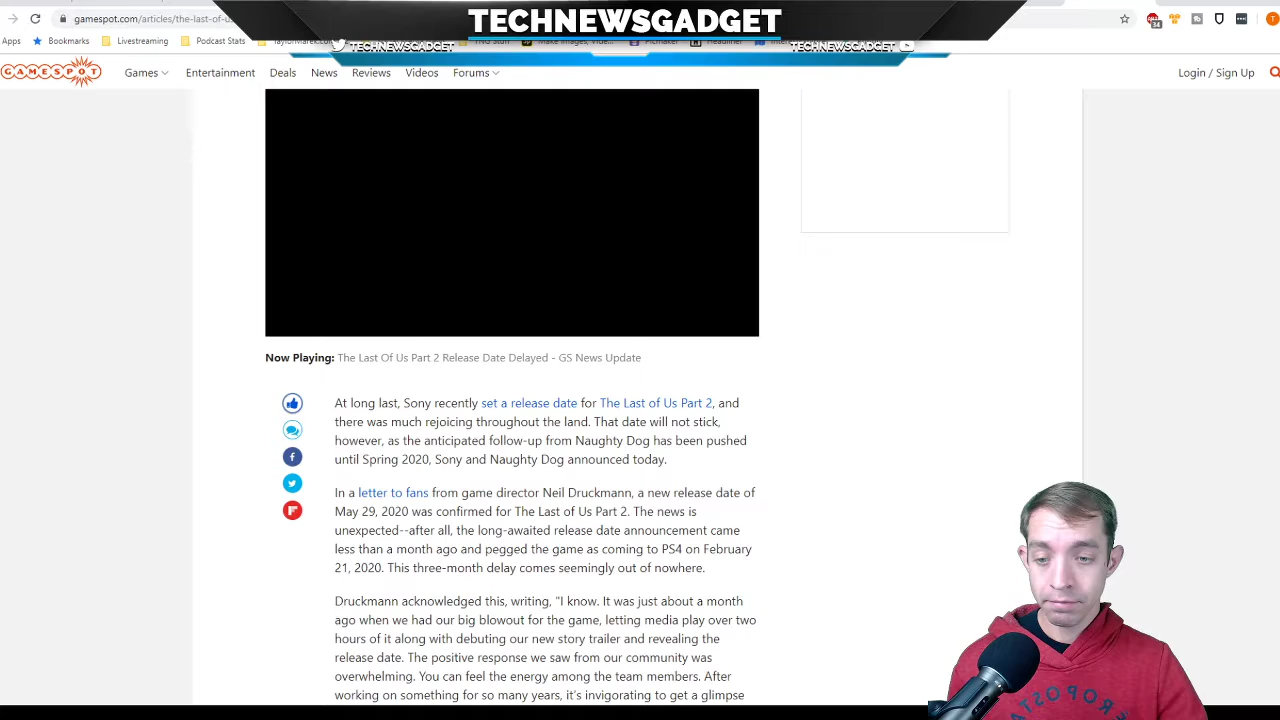 TECHNEWSGADGET
gamespot.com/articles/the-last-of-u
34
T
Apps Bookmarks Livestreaming Podcast Stats
TECHNEWSGADGET TECHNEWSGADGET
GAMESPOT Games Entertainment Deals News Reviews Videos Forums Login / Sign Up
Now Playing: The Last Of Us Part 2 Release Date Delayed - GS News Update
At long last, Sony recently set a release date for The Last of Us Part 2, and
there was much rejoicing throughout the land. That date will not stick,
however, as the anticipated follow-up from Naughty Dog has been pushed
until Spring 2020, Sony and Naughty Dog announced today.
In a letter to fans from game director Neil Druckmann, a new release date of
May 29, 2020 was confirmed for The Last of Us Part 2. The news is
unexpected--after all, the long-awaited release date announcement came
less than a month ago and pegged the game as coming to PS4 on February
21, 2020. This three-month delay comes seemingly out of nowhere.
Druckmann acknowledged this, writing, "I know. It was just about a month
ago when we had our big blowout for the game, letting media play over two
hours of it along with debuting our new story trailer and revealing the
release date. The positive response we saw from our community was
overwhelming. You can feel the energy among the team members. After
working on something for so many years, it's invigorating to get a glimpse